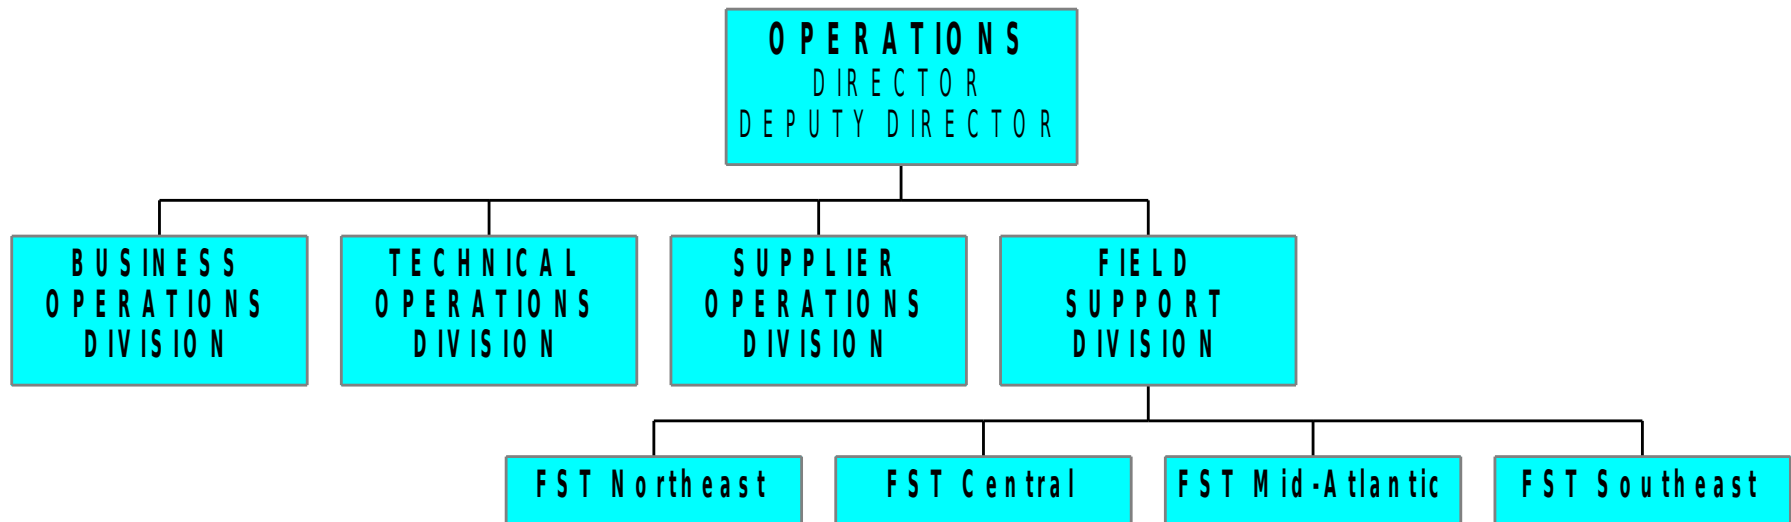 OPERATIONS
DIRECTOR
DEPUTY DIRECTOR
BUSINESS
OPERATIONS
DIVISION
TECHNICAL
OPERATIONS
DIVISION
SUPPLIER
OPERATIONS
DIVISION
FIELD
SUPPORT
DIVISION
FST Northeast
FST Central
FST Mid-Atlantic
FST Southeast